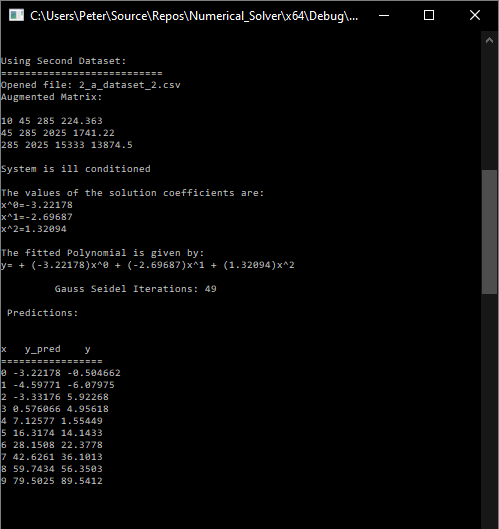 C:\Users\Peter\Source\Repos\Numerical_Solver\x64\Debug\...
Using Second Dataset:
===========================
Opened file: 2_a_dataset_2.csv
Augmented Matrix:
10 45 285 224.363
45 285 2025 1741.22
285 2025 15333 13874.5
System is ill conditioned
The values of the solution coefficients are:
x^0=-3.22178
x^1=-2.69687
x^2=1.32094
The fitted Polynomial is given by:
y= + (-3.22178)x^0 + (-2.69687)x^1 + (1.32094)x^2
Gauss Seidel Iterations: 49
Predictions:
x y_pred y
=================
0 -3.22178 -0.504662
1 -4.59771 -6.07975
2 -3.33176 5.92268
3 0.576066 4.95618
4 7.12577 1.55449
5 16.3174 14.1433
6 28.1508 22.3778
7 42.6261 36.1013
8 59.7434 56.3503
9 79.5025 89.5412